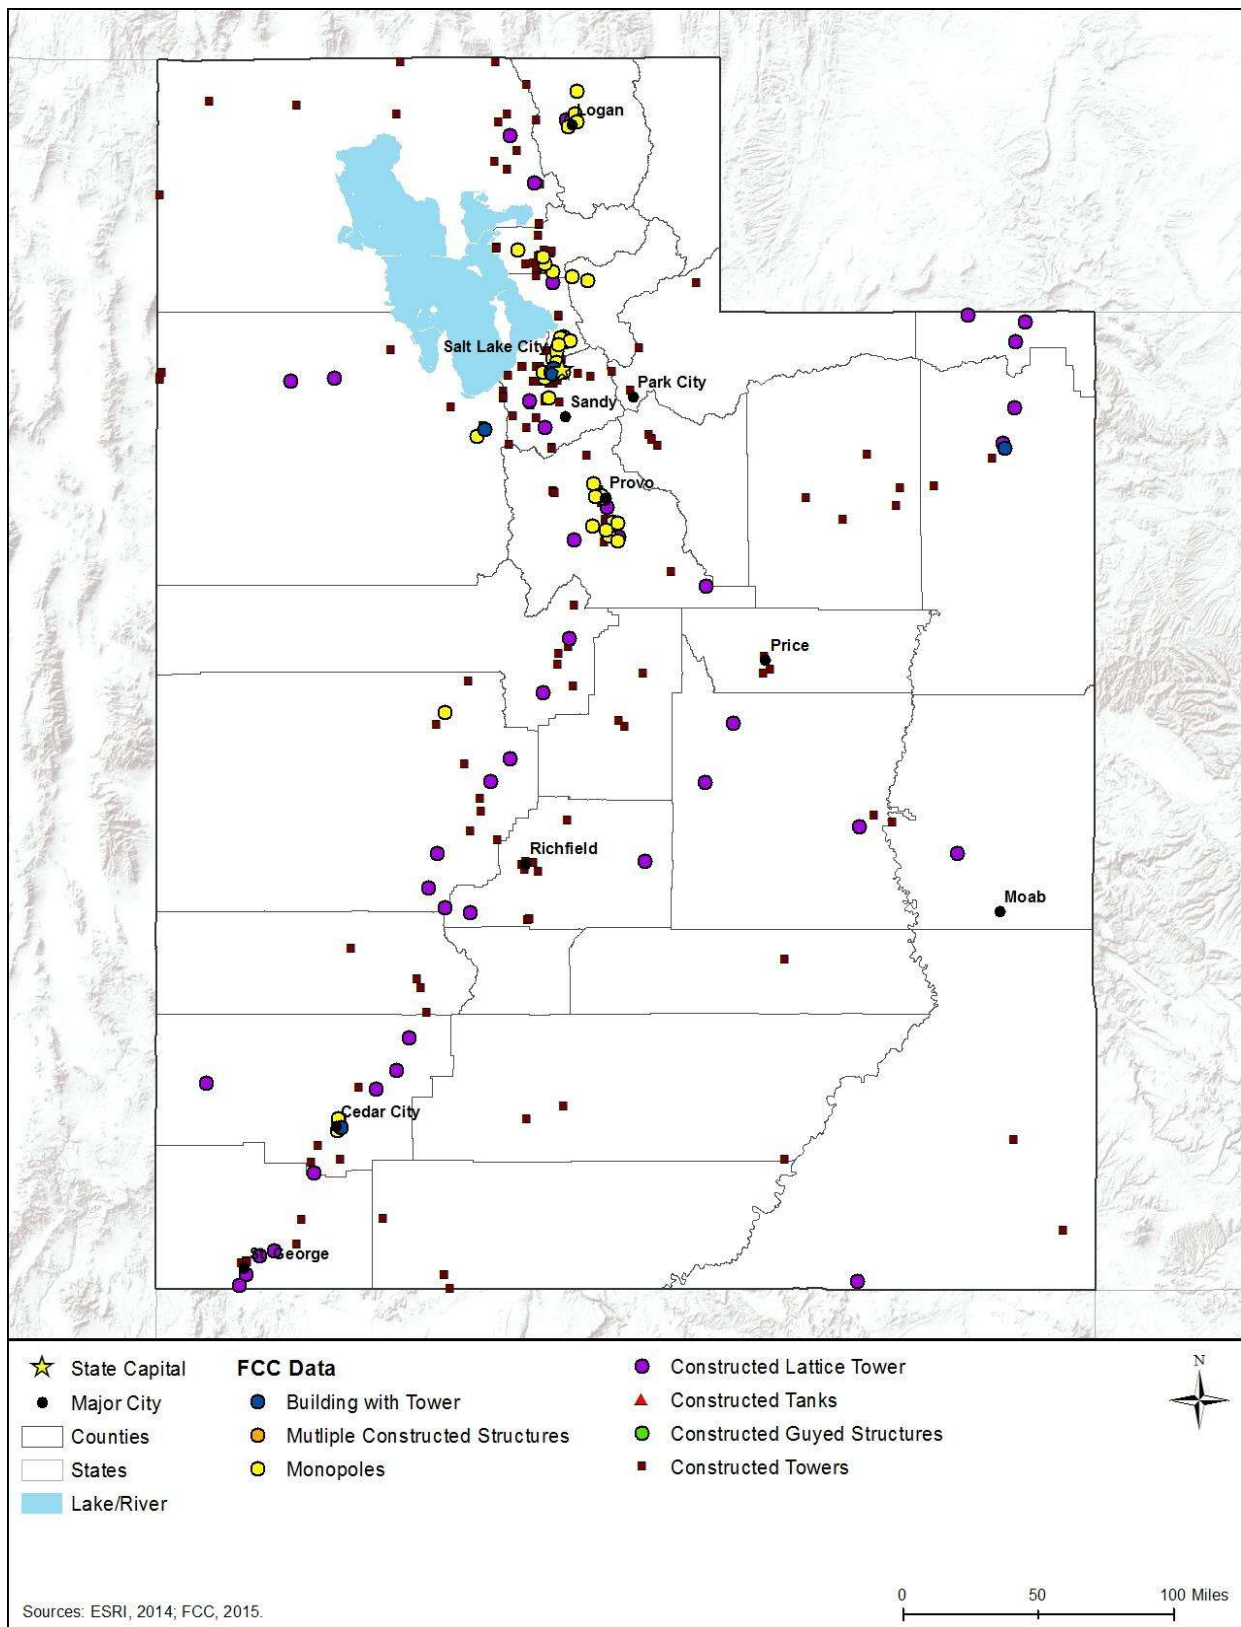 Logan
Salt Lake City
Park City
Sandy
Provo
Price
Richfield
Moab
Cedar City
St. George
State Capital
Major City
Counties
States
Lake/River
FCC Data
Building with Tower
Mutliple Constructed Structures
Monopoles
Constructed Lattice Tower
Constructed Tanks
Constructed Guyed Structures
Constructed Towers
N
Sources: ESRI, 2014; FCC, 2015.
0 50 100 Miles